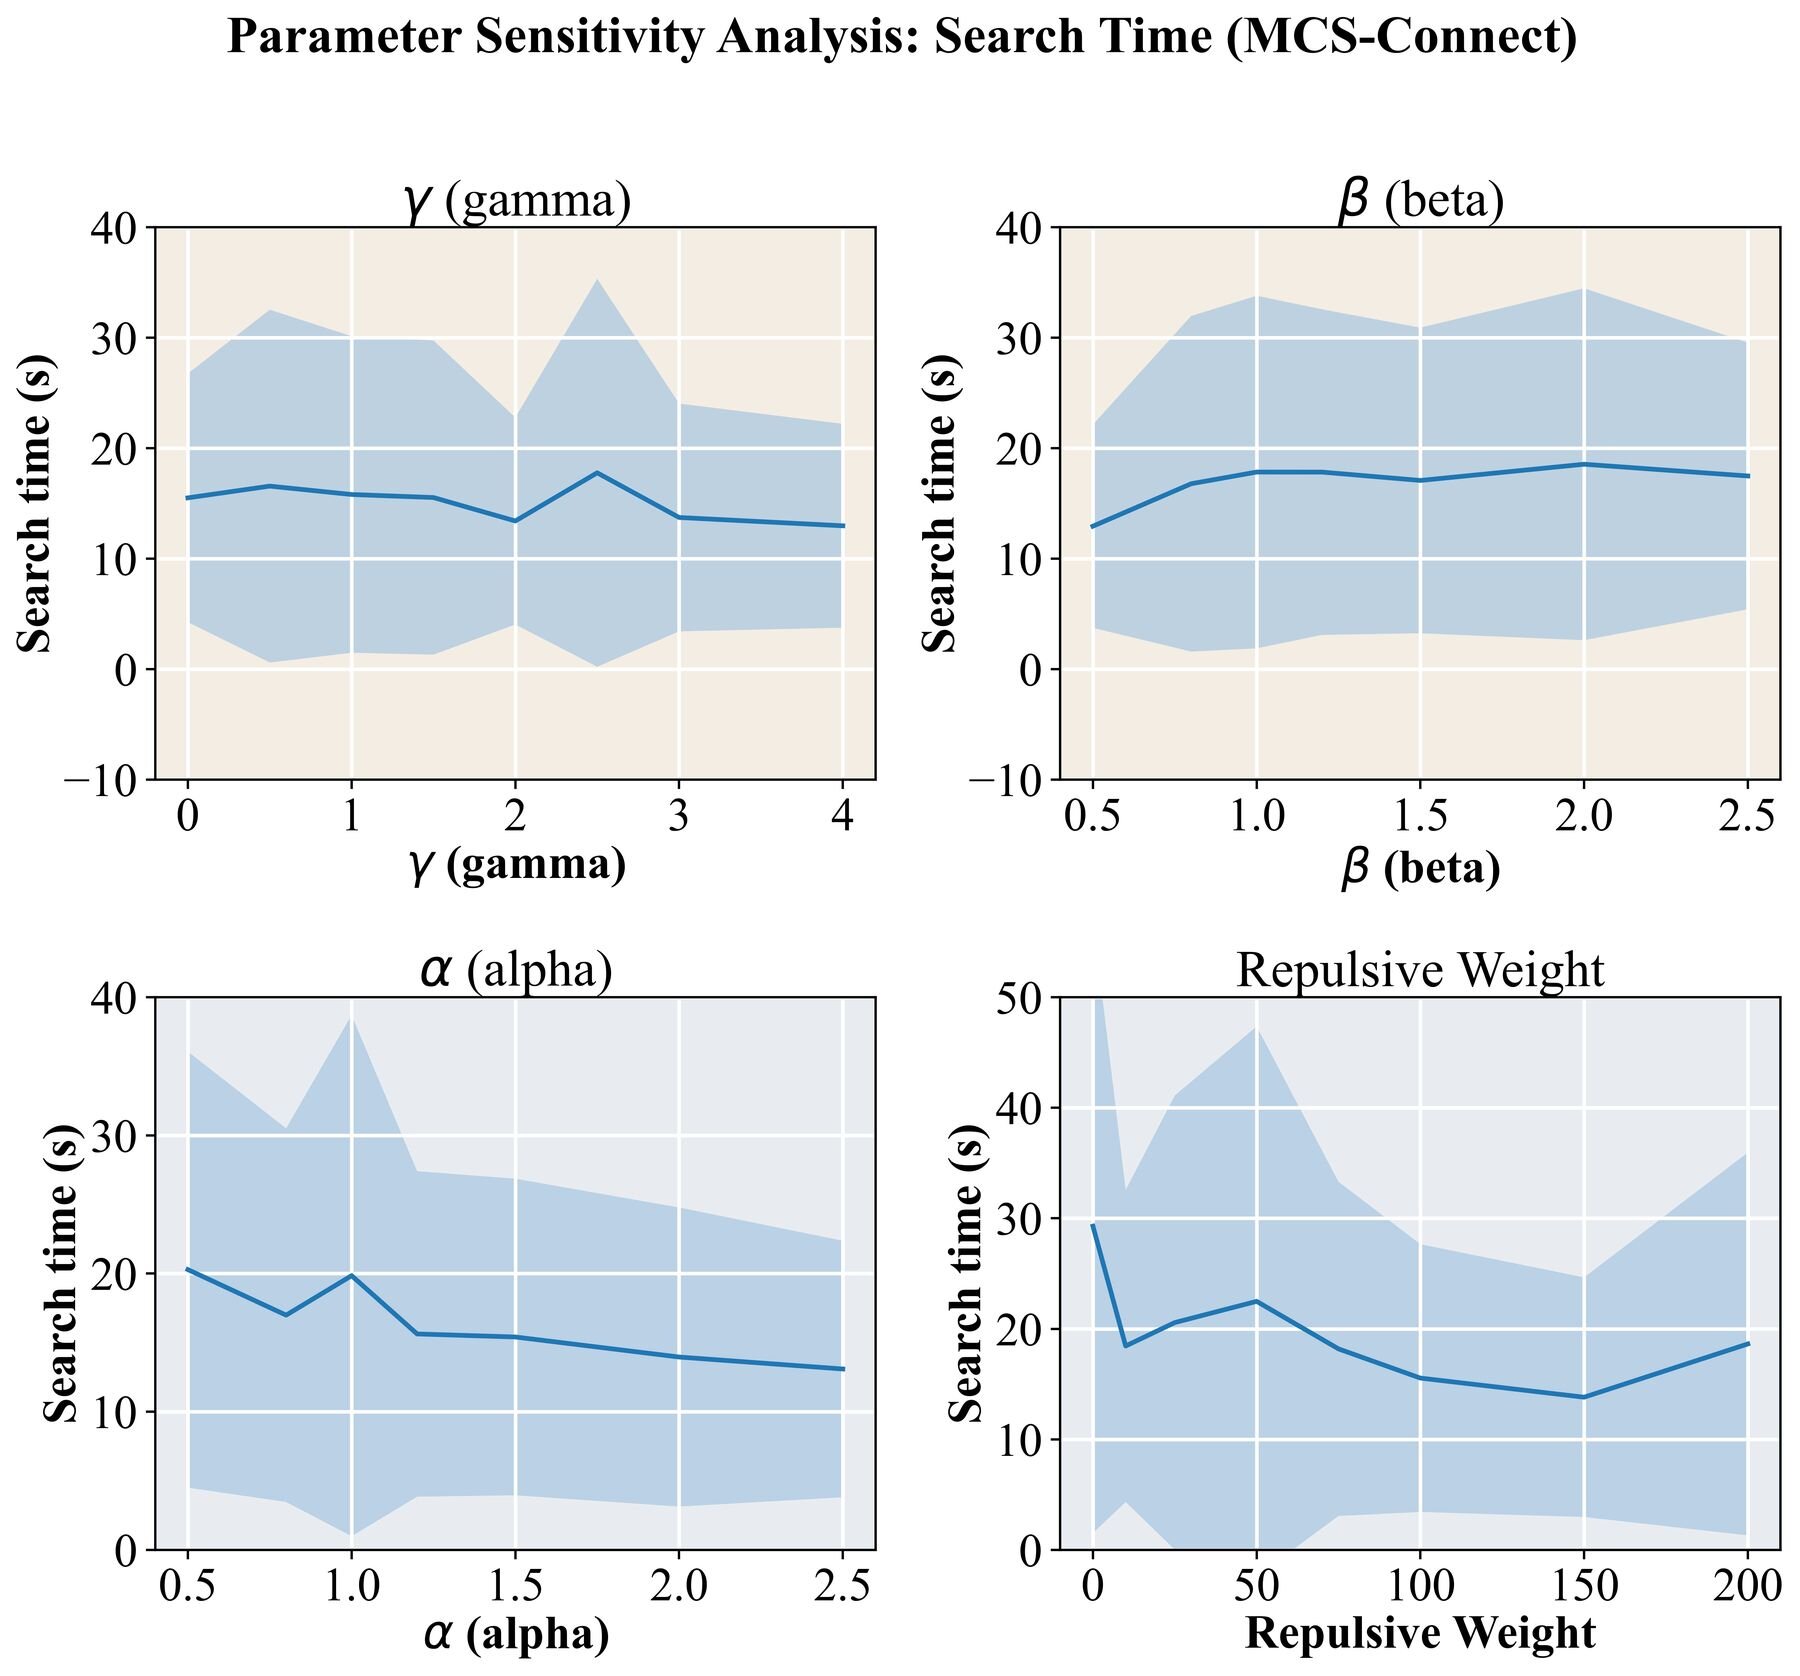 Parameter Sensitivity Analysis: Search Time (MCS-Connect)
γ (gamma)
40
30
20
10
0
−10
Search time (s)
0 1 2 3 4
γ (gamma)
β (beta)
40
30
20
10
0
−10
Search time (s)
0.5 1.0 1.5 2.0 2.5
β (beta)
α (alpha)
40
30
20
10
0
Search time (s)
0.5 1.0 1.5 2.0 2.5
α (alpha)
Repulsive Weight
50
40
30
20
10
0
Search time (s)
0 50 100 150 200
Repulsive Weight